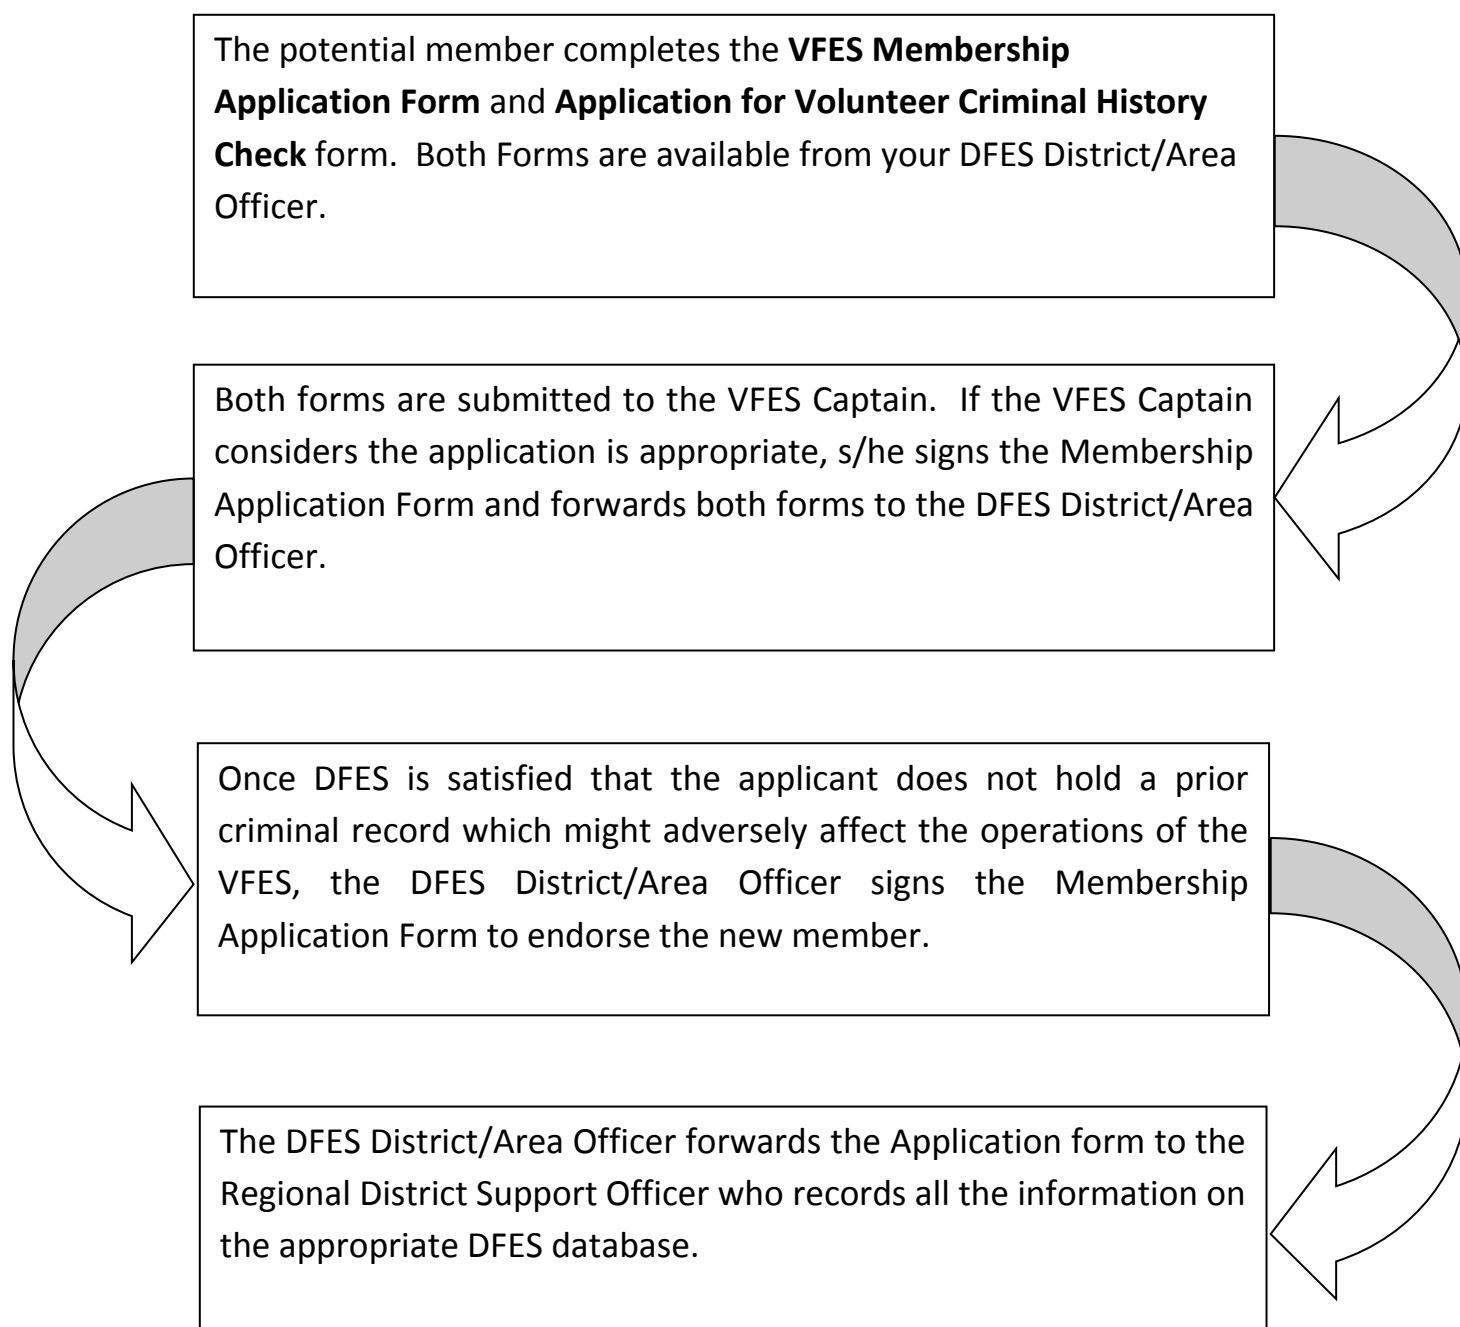 The potential member completes the VFES Membership
Application Form and Application for Volunteer Criminal History
Check form.  Both Forms are available from your DFES District/Area
Officer.
Both forms are submitted to the VFES Captain.  If the VFES Captain
considers the application is appropriate, s/he signs the Membership
Application Form and forwards both forms to the DFES District/Area
Officer.
Once DFES is satisfied that the applicant does not hold a prior
criminal record which might adversely affect the operations of the
VFES, the DFES District/Area Officer signs the Membership
Application Form to endorse the new member.
The DFES District/Area Officer forwards the Application form to the
Regional District Support Officer who records all the information on
the appropriate DFES database.